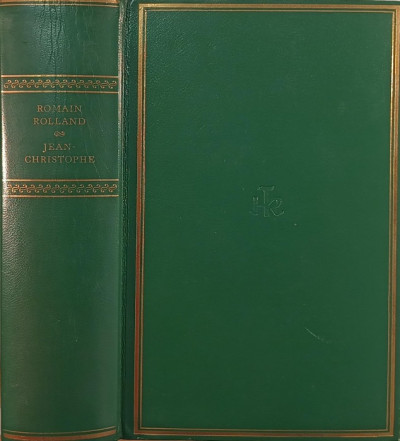 ROMAIN
ROLLAND
JEAN-
CHRISTOPHE